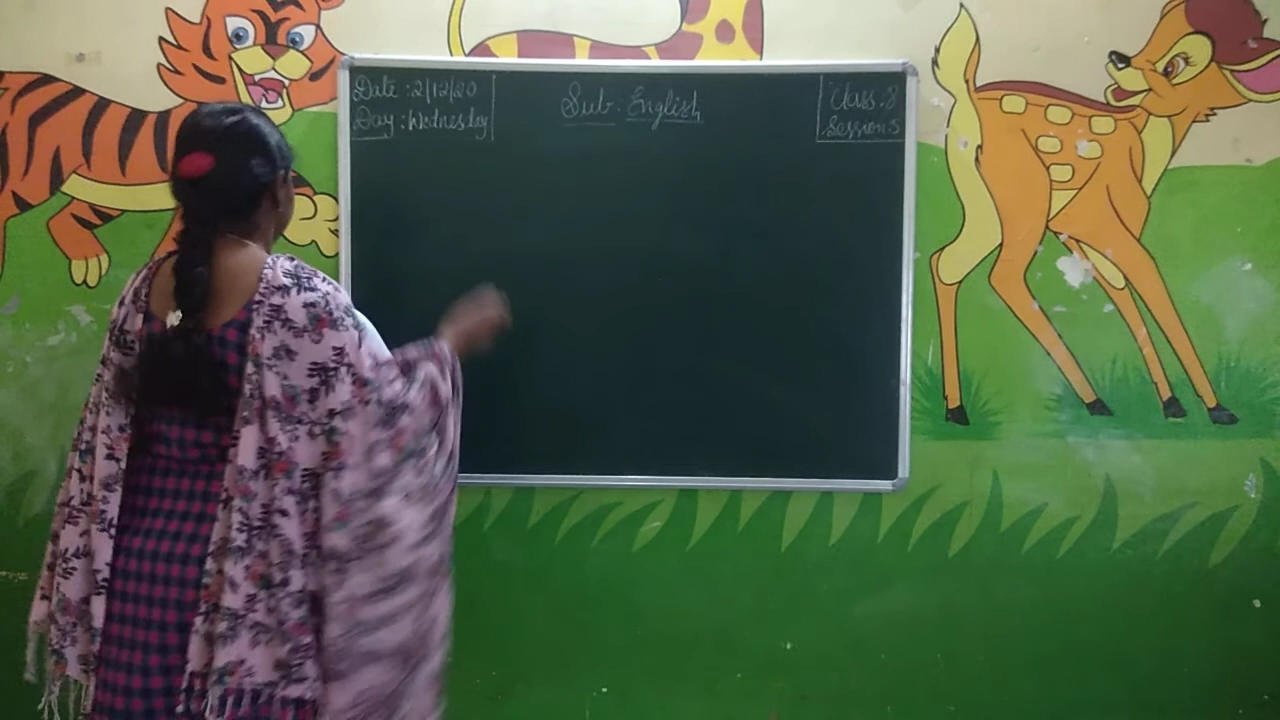 Date : 2/12/20
Day : Wednesday
Sub. English
Class. 8
Session 5